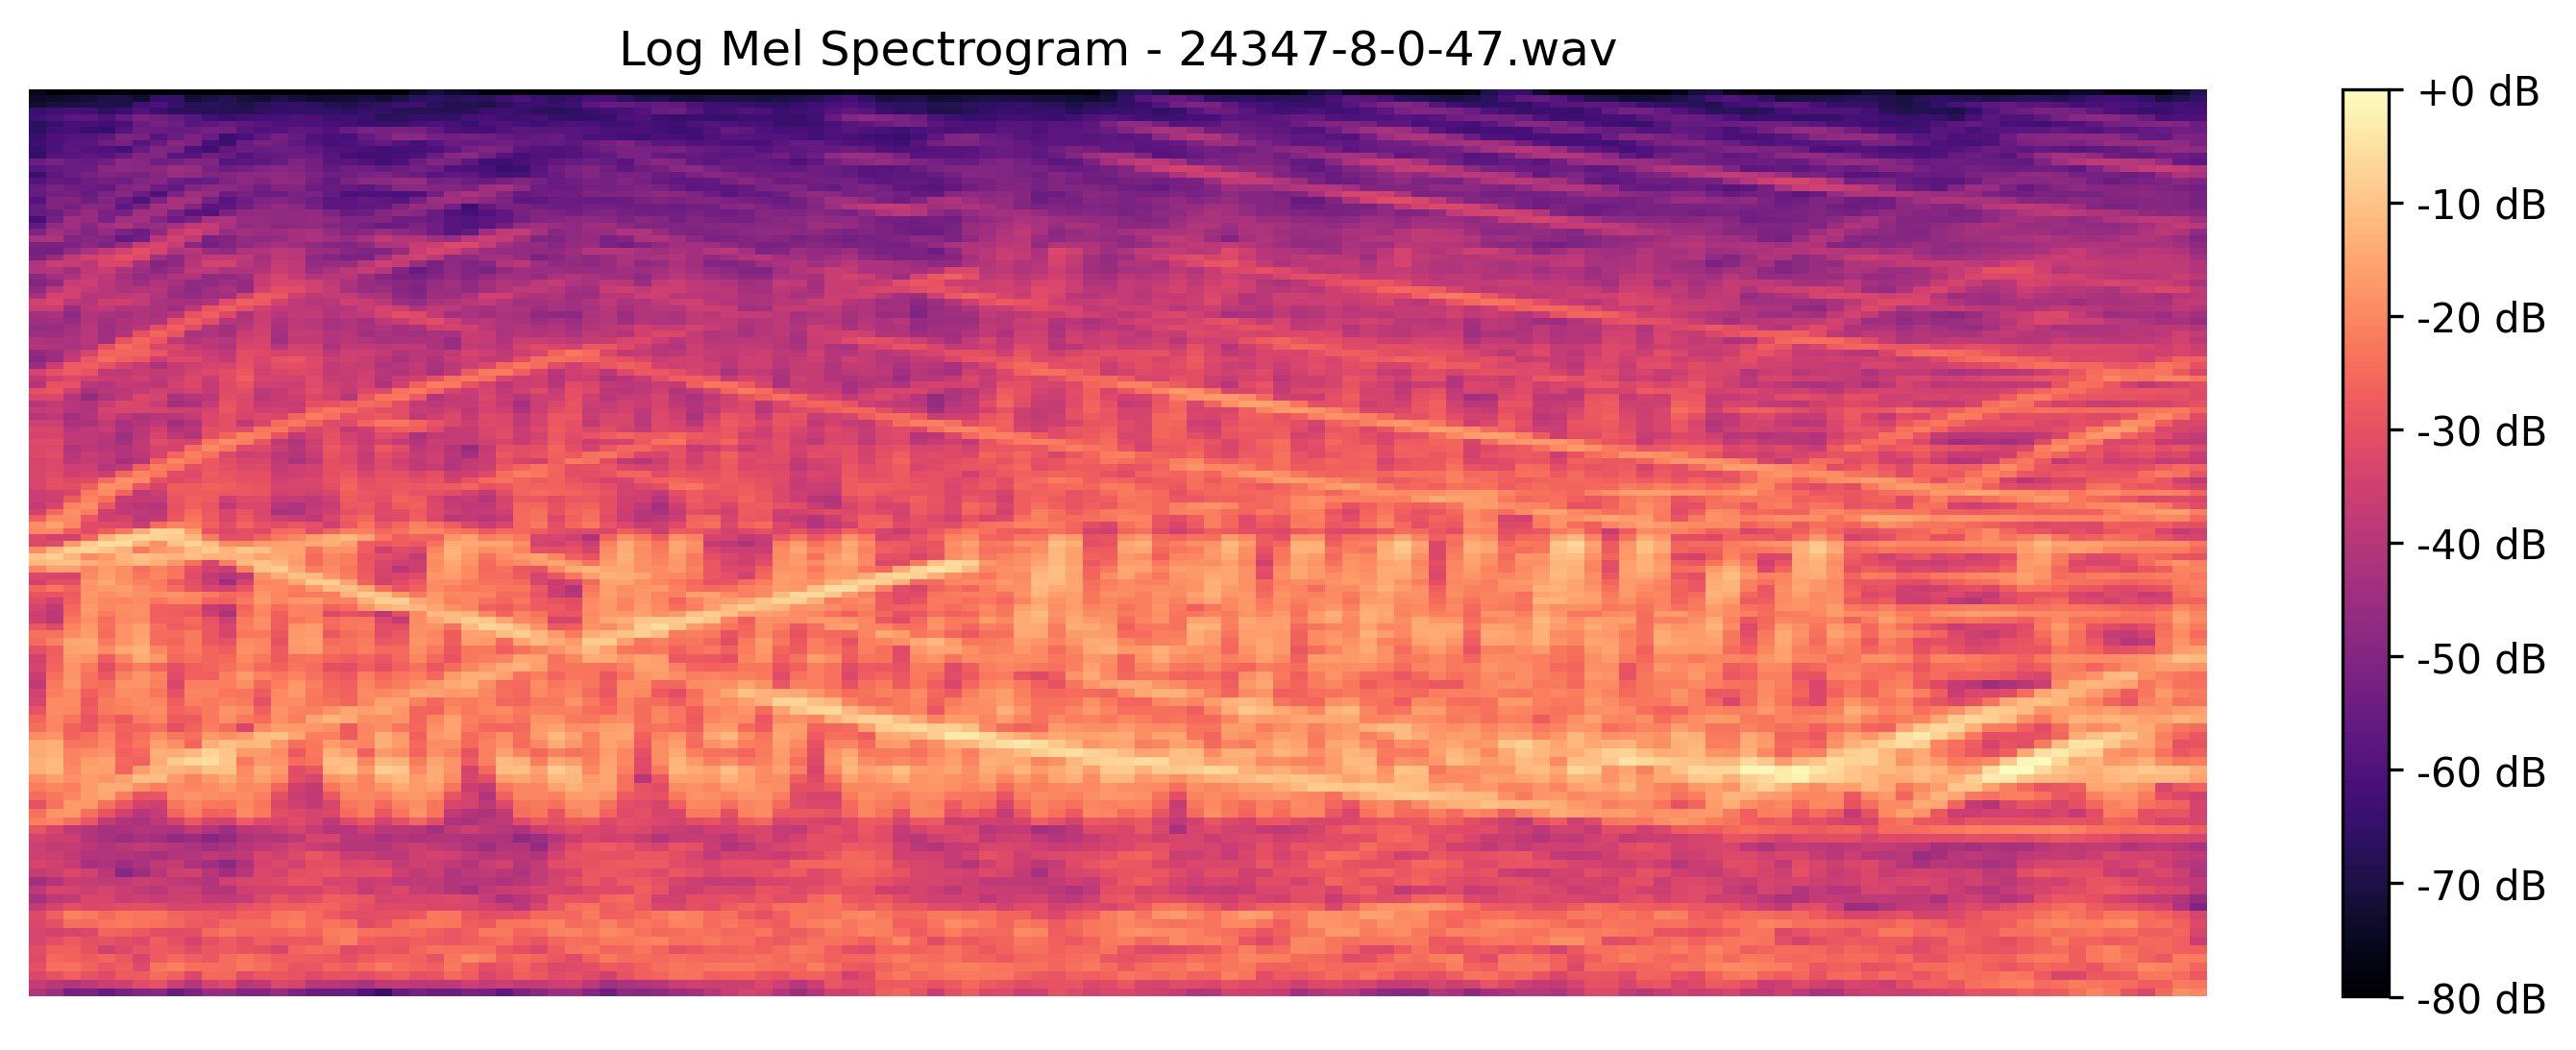 Log Mel Spectrogram - 24347-8-0-47.wav
+0 dB
-10 dB
-20 dB
-30 dB
-40 dB
-50 dB
-60 dB
-70 dB
-80 dB